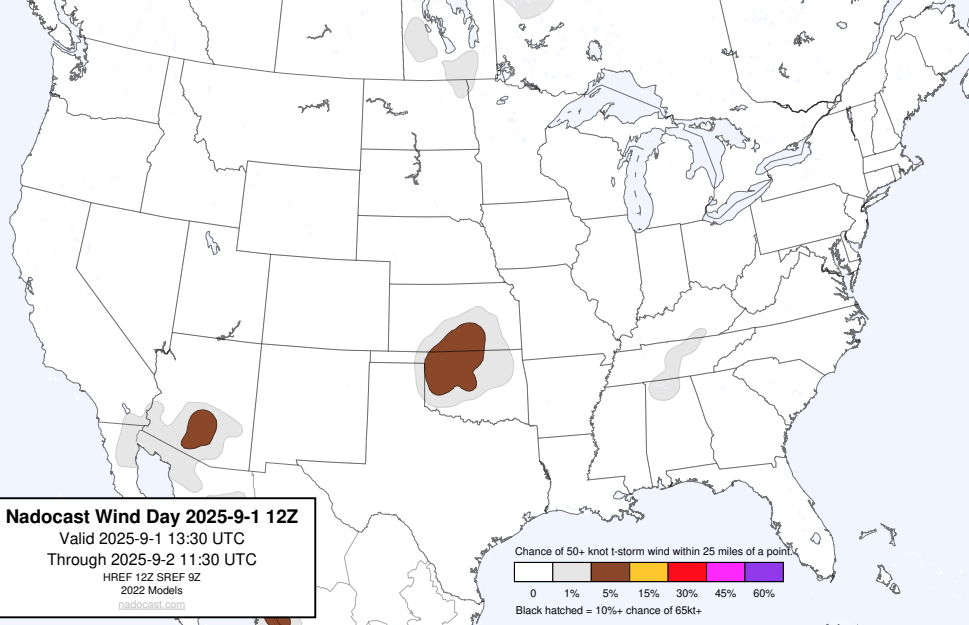 Nadocast Wind Day 2025-9-1 12Z
Valid 2025-9-1 13:30 UTC
Through 2025-9-2 11:30 UTC
HREF 12Z SREF 9Z
2022 Models
nadocast.com
Chance of 50+ knot t-storm wind within 25 miles of a point.
0 1% 5% 15% 30% 45% 60%
Black hatched = 10%+ chance of 65kt+